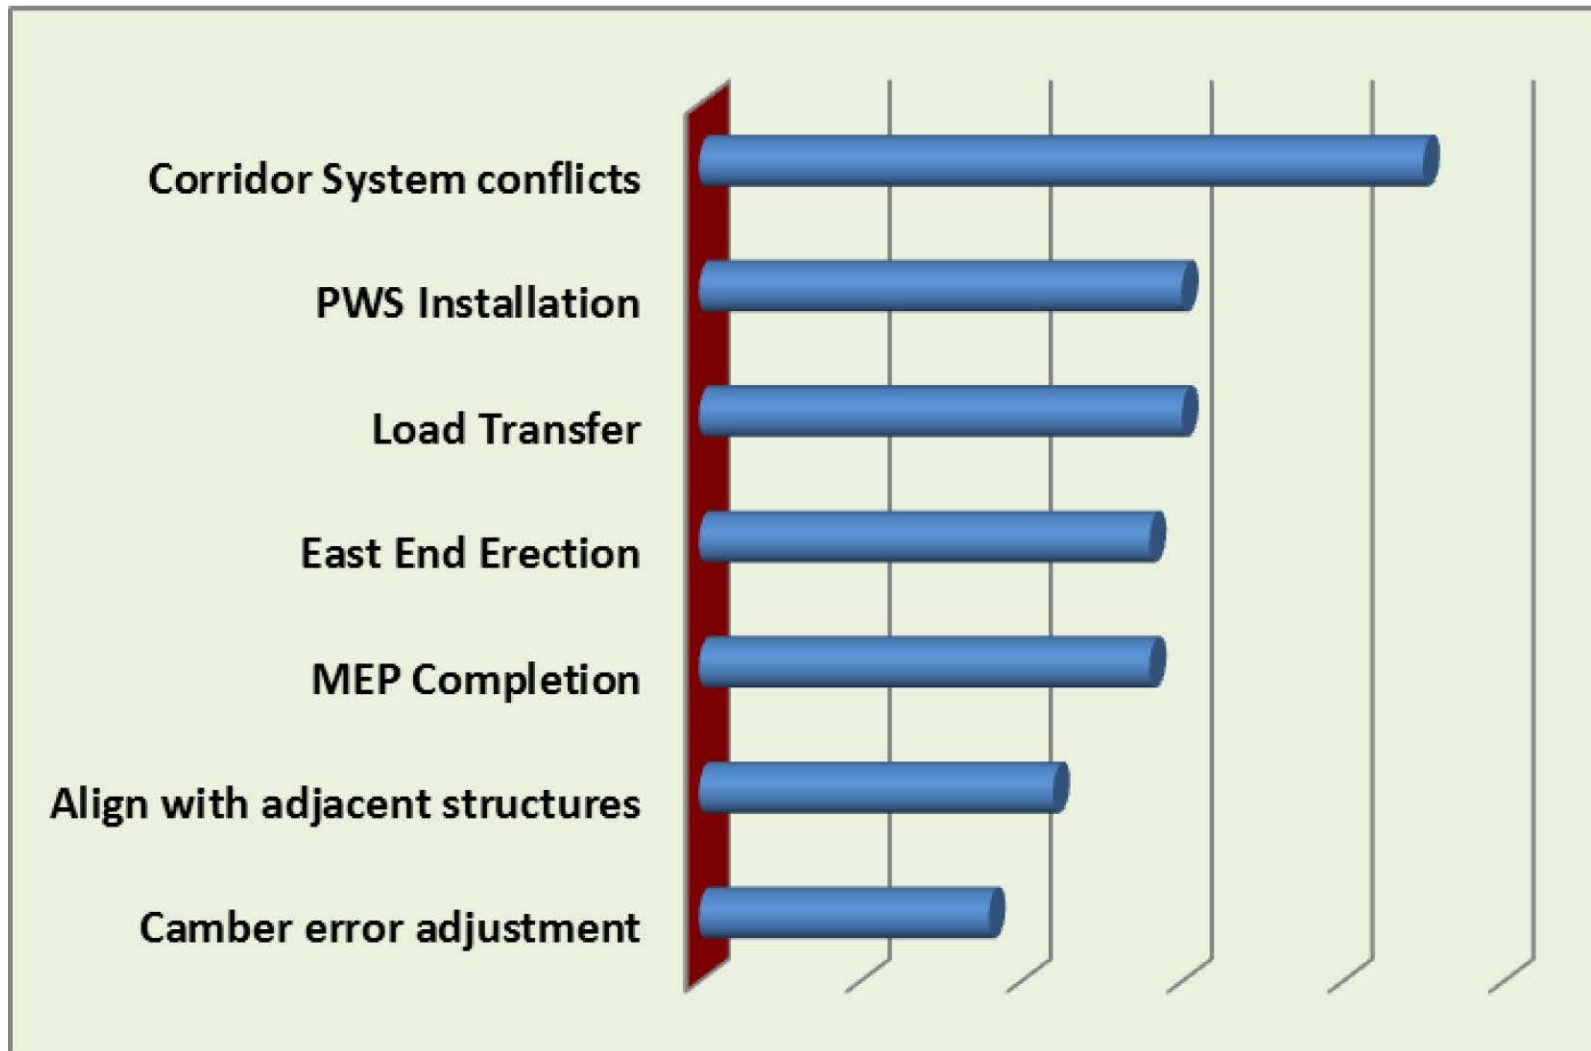 Corridor System conflicts
PWS Installation
Load Transfer
East End Erection
MEP Completion
Align with adjacent structures
Camber error adjustment